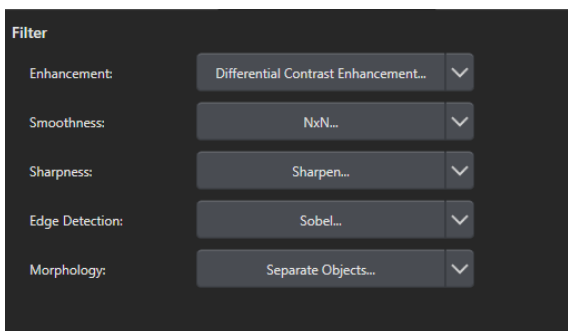 Filter
Enhancement: Differential Contrast Enhancement...
Smoothness: NxN...
Sharpness: Sharpen...
Edge Detection: Sobel...
Morphology: Separate Objects...